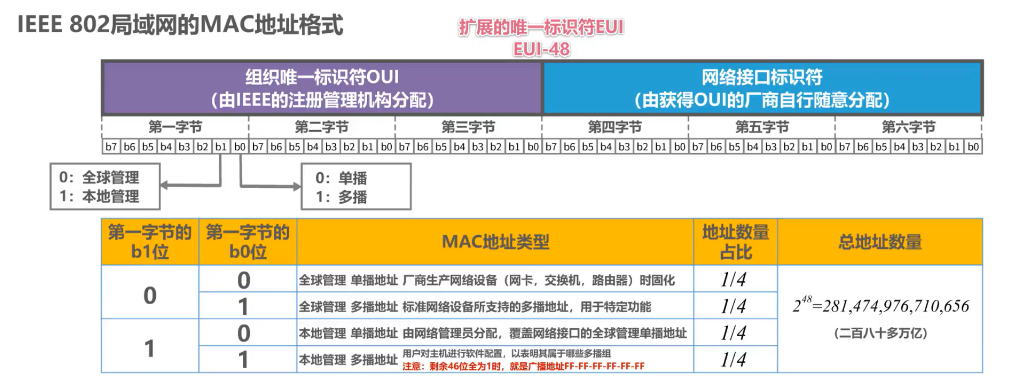 IEEE 802局域网的MAC地址格式
扩展的唯一标识符EUI
EUI-48
组织唯一标识符OUI
（由IEEE的注册管理机构分配）
网络接口标识符
（由获得OUI的厂商自行随意分配）
第一字节 第二字节 第三字节 第四字节 第五字节 第六字节
b7 b6 b5 b4 b3 b2 b1 b0 b7 b6 b5 b4 b3 b2 b1 b0 b7 b6 b5 b4 b3 b2 b1 b0 b7 b6 b5 b4 b3 b2 b1 b0 b7 b6 b5 b4 b3 b2 b1 b0 b7 b6 b5 b4 b3 b2 b1 b0
0：全球管理
1：本地管理
0：单播
1：多播
第一字节的
b1位
第一字节的
b0位
MAC地址类型
地址数量
占比
总地址数量
0
0 全球管理 单播地址 厂商生产网络设备（网卡，交换机，路由器）时固化 1/4
1 全球管理 多播地址 标准网络设备所支持的多播地址，用于特定功能 1/4
1
0 本地管理 单播地址 由网络管理员分配，覆盖网络接口的全球管理单播地址 1/4
1 本地管理 多播地址 用户对主机进行软件配置，以表明其属于哪些多播组
注意：剩余46位全为1时，就是广播地址FF-FF-FF-FF-FF-FF 1/4
2⁴⁸=281,474,976,710,656
（二百八十多万亿）